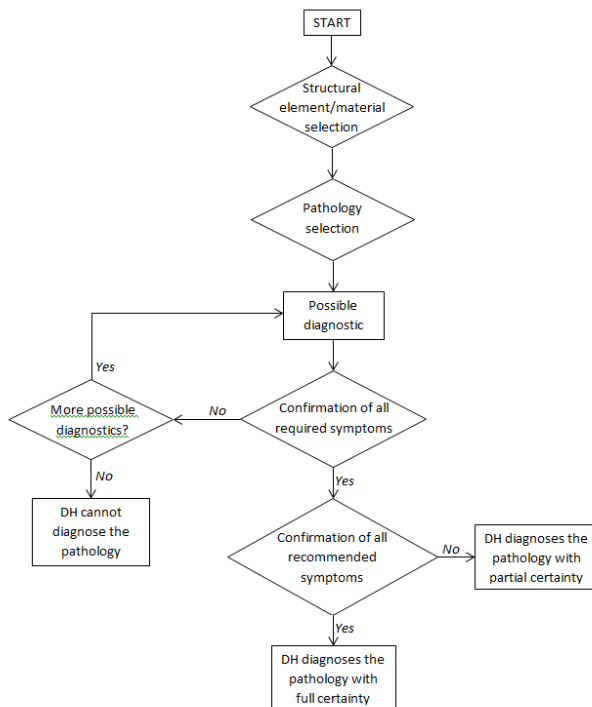 START
Structural
element/material
selection
Pathology
selection
Possible
diagnostic
Yes
More possible
diagnostics?
No
Confirmation of all
required symptoms
No
Yes
DH cannot
diagnose the
pathology
Confirmation of all
recommended
symptoms
No
DH diagnoses the
pathology with
partial certainty
Yes
DH diagnoses the
pathology with
full certainty